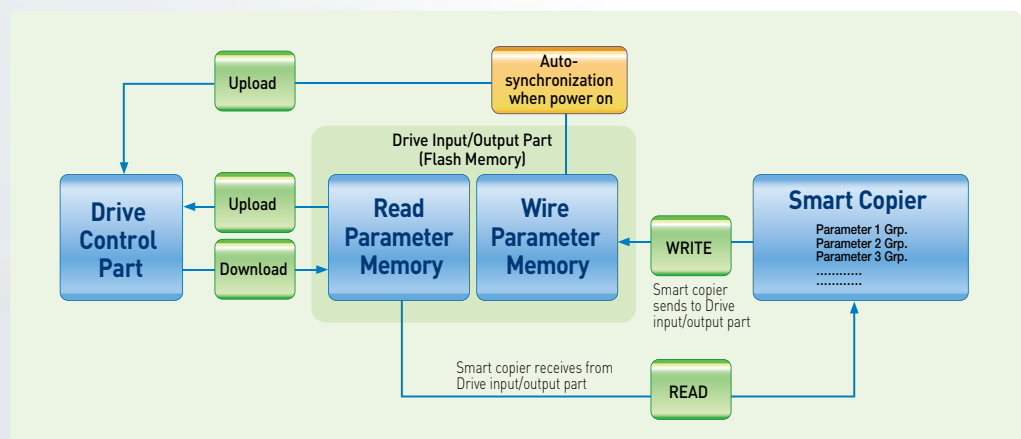 Auto-
synchronization
when power on
Upload
Drive Input/Output Part
(Flash Memory)
Drive
Control
Part
Upload
Download
Read
Parameter
Memory
Wire
Parameter
Memory
WRITE
Smart copier
sends to Drive
input/output part
Smart Copier
Parameter 1 Grp.
Parameter 2 Grp.
Parameter 3 Grp.
............
............
Smart copier receives from
Drive input/output part
READ